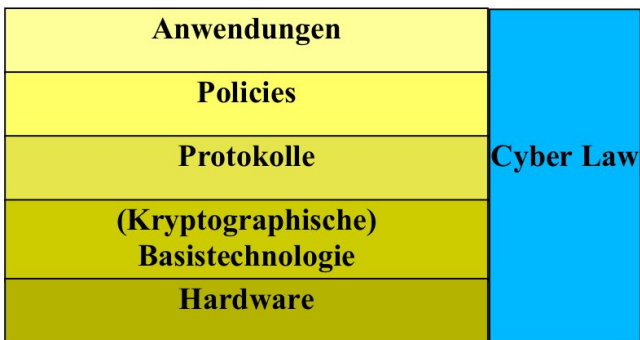 Anwendungen
Policies
Protokolle
Cyber Law
(Kryptographische)
Basistechnologie
Hardware